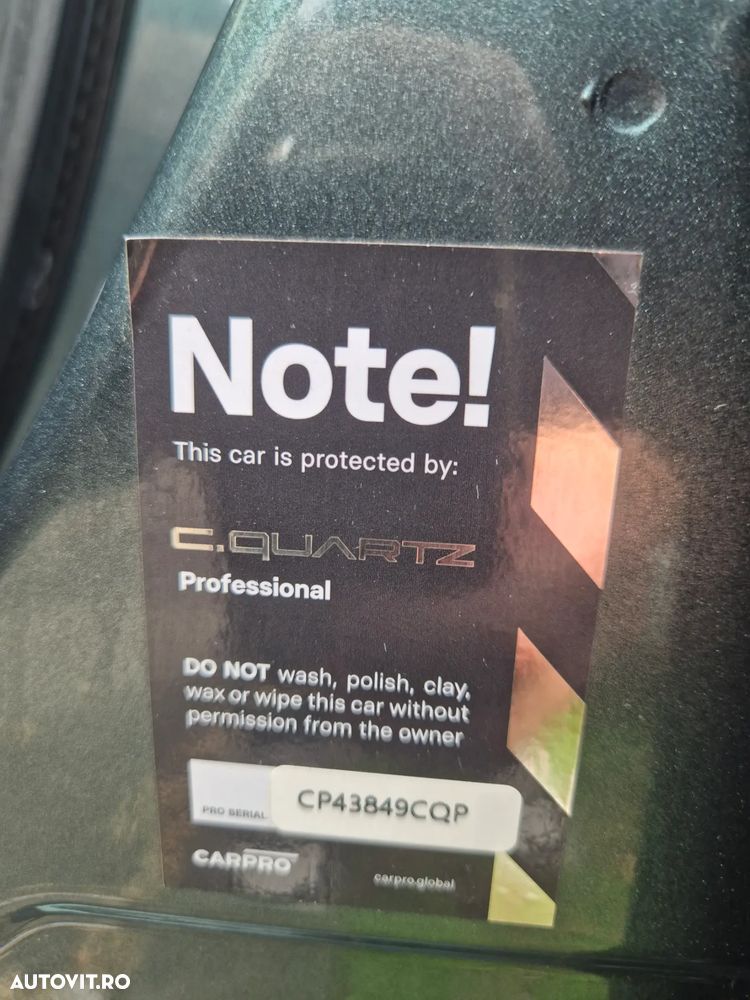 Note!
This car is protected by:
C.QUARTZ
Professional
DO NOT wash, polish, clay,
wax or wipe this car without
permission from the owner
PRO SERIAL CP43849CQP
CARPRO carpro.global
AUTOVIT.RO